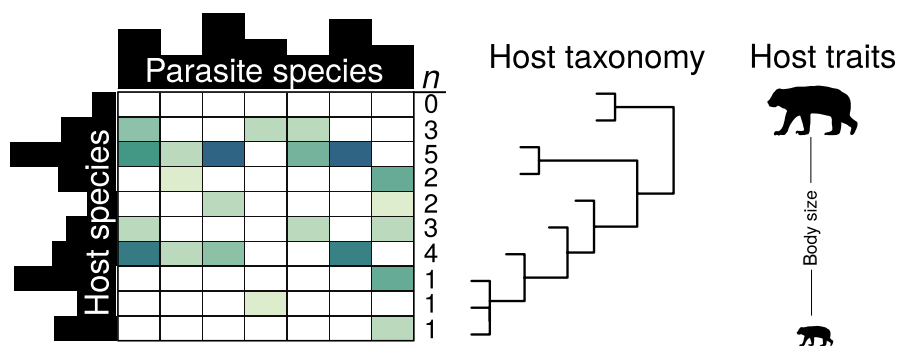 Parasite species
n
Host species
0
3
5
2
2
3
4
1
1
1
Host taxonomy
Host traits
Body size